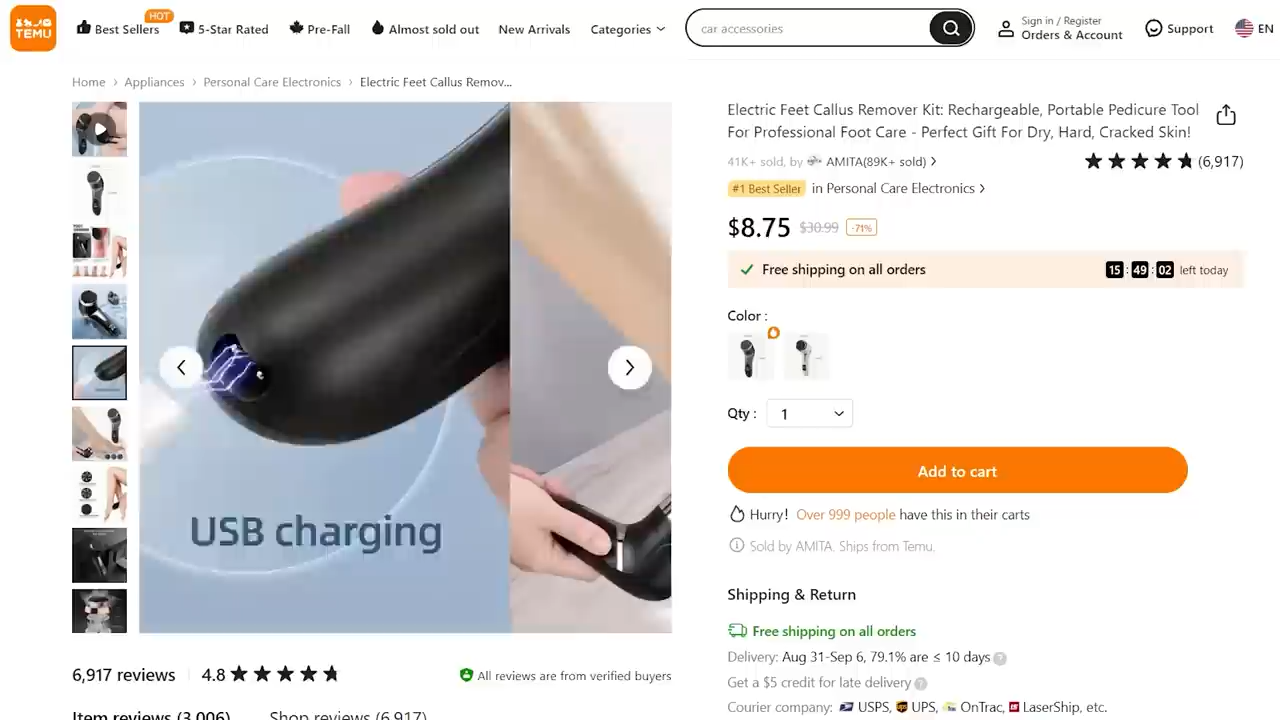 TEMU
Best Sellers
HOT
5-Star Rated
Pre-Fall
Almost sold out
New Arrivals
Categories
car accessories
Sign in / Register
Orders & Account
Support
EN
Home > Appliances > Personal Care Electronics > Electric Feet Callus Remov...
USB charging
Electric Feet Callus Remover Kit: Rechargeable, Portable Pedicure Tool
For Professional Foot Care - Perfect Gift For Dry, Hard, Cracked Skin!
41K+ sold, by AMITA(89K+ sold) >
(6,917)
#1 Best Seller in Personal Care Electronics >
$8.75 $30.99 -71%
Free shipping on all orders
15 : 49 : 02 left today
Color :
Qty : 1
Add to cart
Hurry! Over 999 people have this in their carts
Sold by AMITA. Ships from Temu.
Shipping & Return
Free shipping on all orders
Delivery: Aug 31-Sep 6, 79.1% are ≤ 10 days ?
Get a $5 credit for late delivery ?
Courier company: USPS, UPS, OnTrac, LaserShip, etc.
6,917 reviews
4.8
All reviews are from verified buyers
Item reviews (3,006)
Shop reviews (6,917)